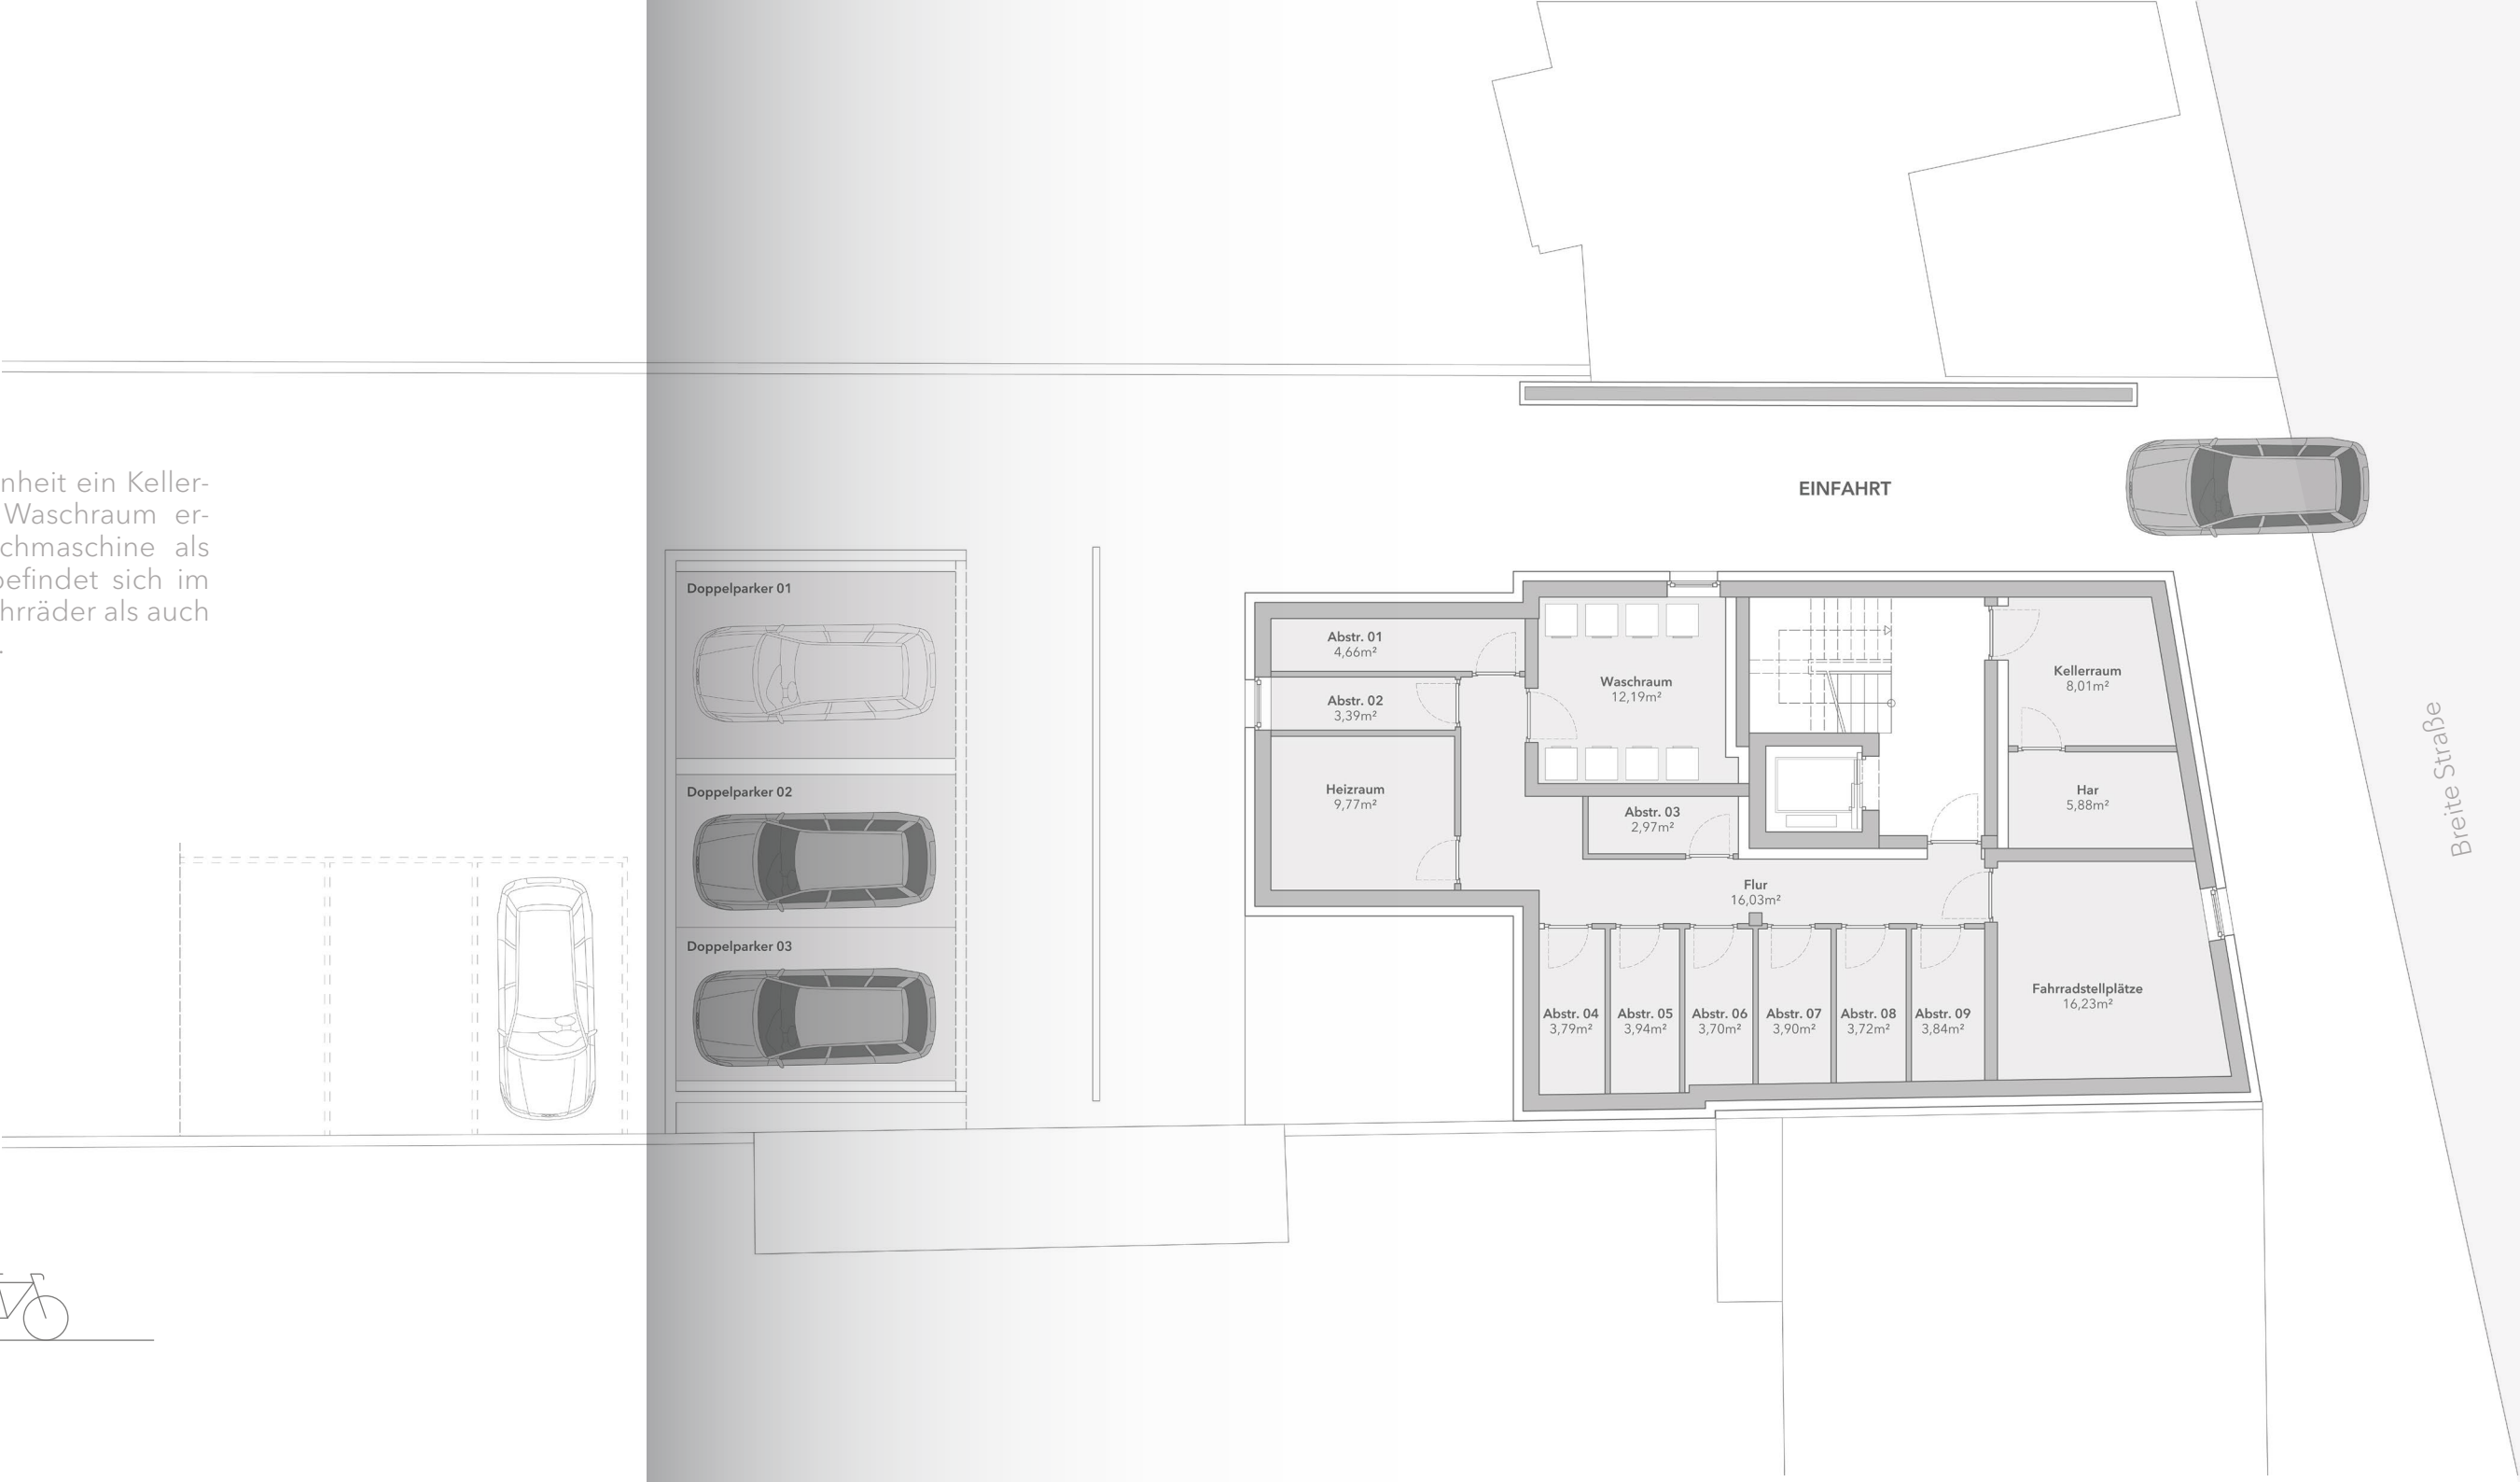 nheit ein Keller-
Waschraum er-
chmaschine als
befindet sich im
hrräder als auch
.
Doppelparker 01
Doppelparker 02
Doppelparker 03
EINFAHRT
Breite Straße
Abstr. 01
4,66m²
Abstr. 02
3,39m²
Heizraum
9,77m²
Waschraum
12,19m²
Abstr. 03
2,97m²
Kellerraum
8,01m²
Har
5,88m²
Flur
16,03m²
Abstr. 04
3,79m²
Abstr. 05
3,94m²
Abstr. 06
3,70m²
Abstr. 07
3,90m²
Abstr. 08
3,72m²
Abstr. 09
3,84m²
Fahrradstellplätze
16,23m²